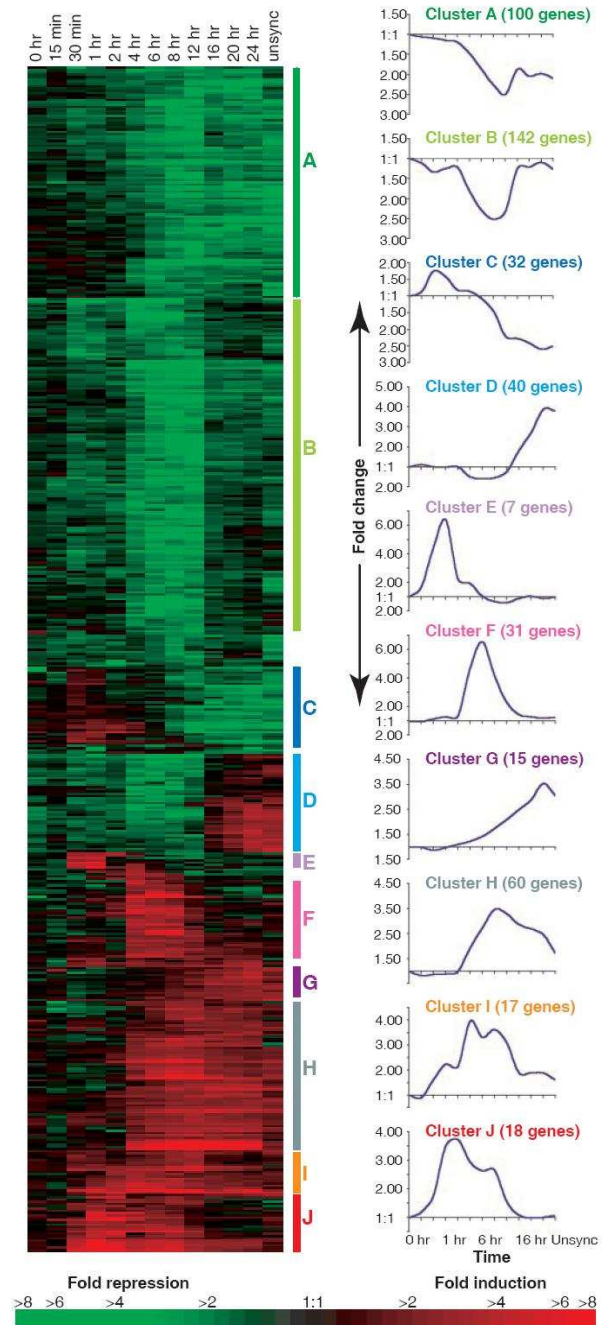 0 hr
15 min
30 min
1 hr
2 hr
4 hr
6 hr
8 hr
12 hr
16 hr
20 hr
24 hr
unsync
A
B
C
D
E
F
G
H
I
J
Fold change
Cluster A (100 genes)
1.50
1:1
1.50
2.00
2.50
3.00
Cluster B (142 genes)
1.50
1:1
1.50
2.00
2.50
3.00
Cluster C (32 genes)
2.00
1.50
1:1
1.50
2.00
2.50
3.00
Cluster D (40 genes)
5.00
4.00
3.00
2.00
1:1
2.00
Cluster E (7 genes)
6.00
4.00
2.00
1:1
2.00
Cluster F (31 genes)
6.00
4.00
2.00
1:1
Cluster G (15 genes)
4.50
3.50
2.50
1.50
1.50
Cluster H (60 genes)
4.50
3.50
2.50
1.50
Cluster I (17 genes)
4.00
3.00
2.00
1:1
Cluster J (18 genes)
4.00
3.00
2.00
1:1
0 hr 1 hr 6 hr 16 hr Unsync
Time
Fold repression Fold induction
>8 >6 >4 >2 1:1 >2 >4 >6 >8